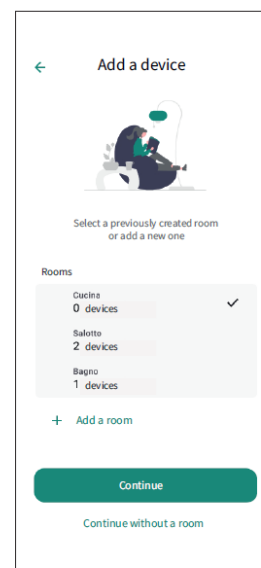 Add a device
Select a previously created room
or add a new one
Rooms
Cucina
0 devices
Salotto
2 devices
Bagno
1 devices
+ Add a room
Continue
Continue without a room